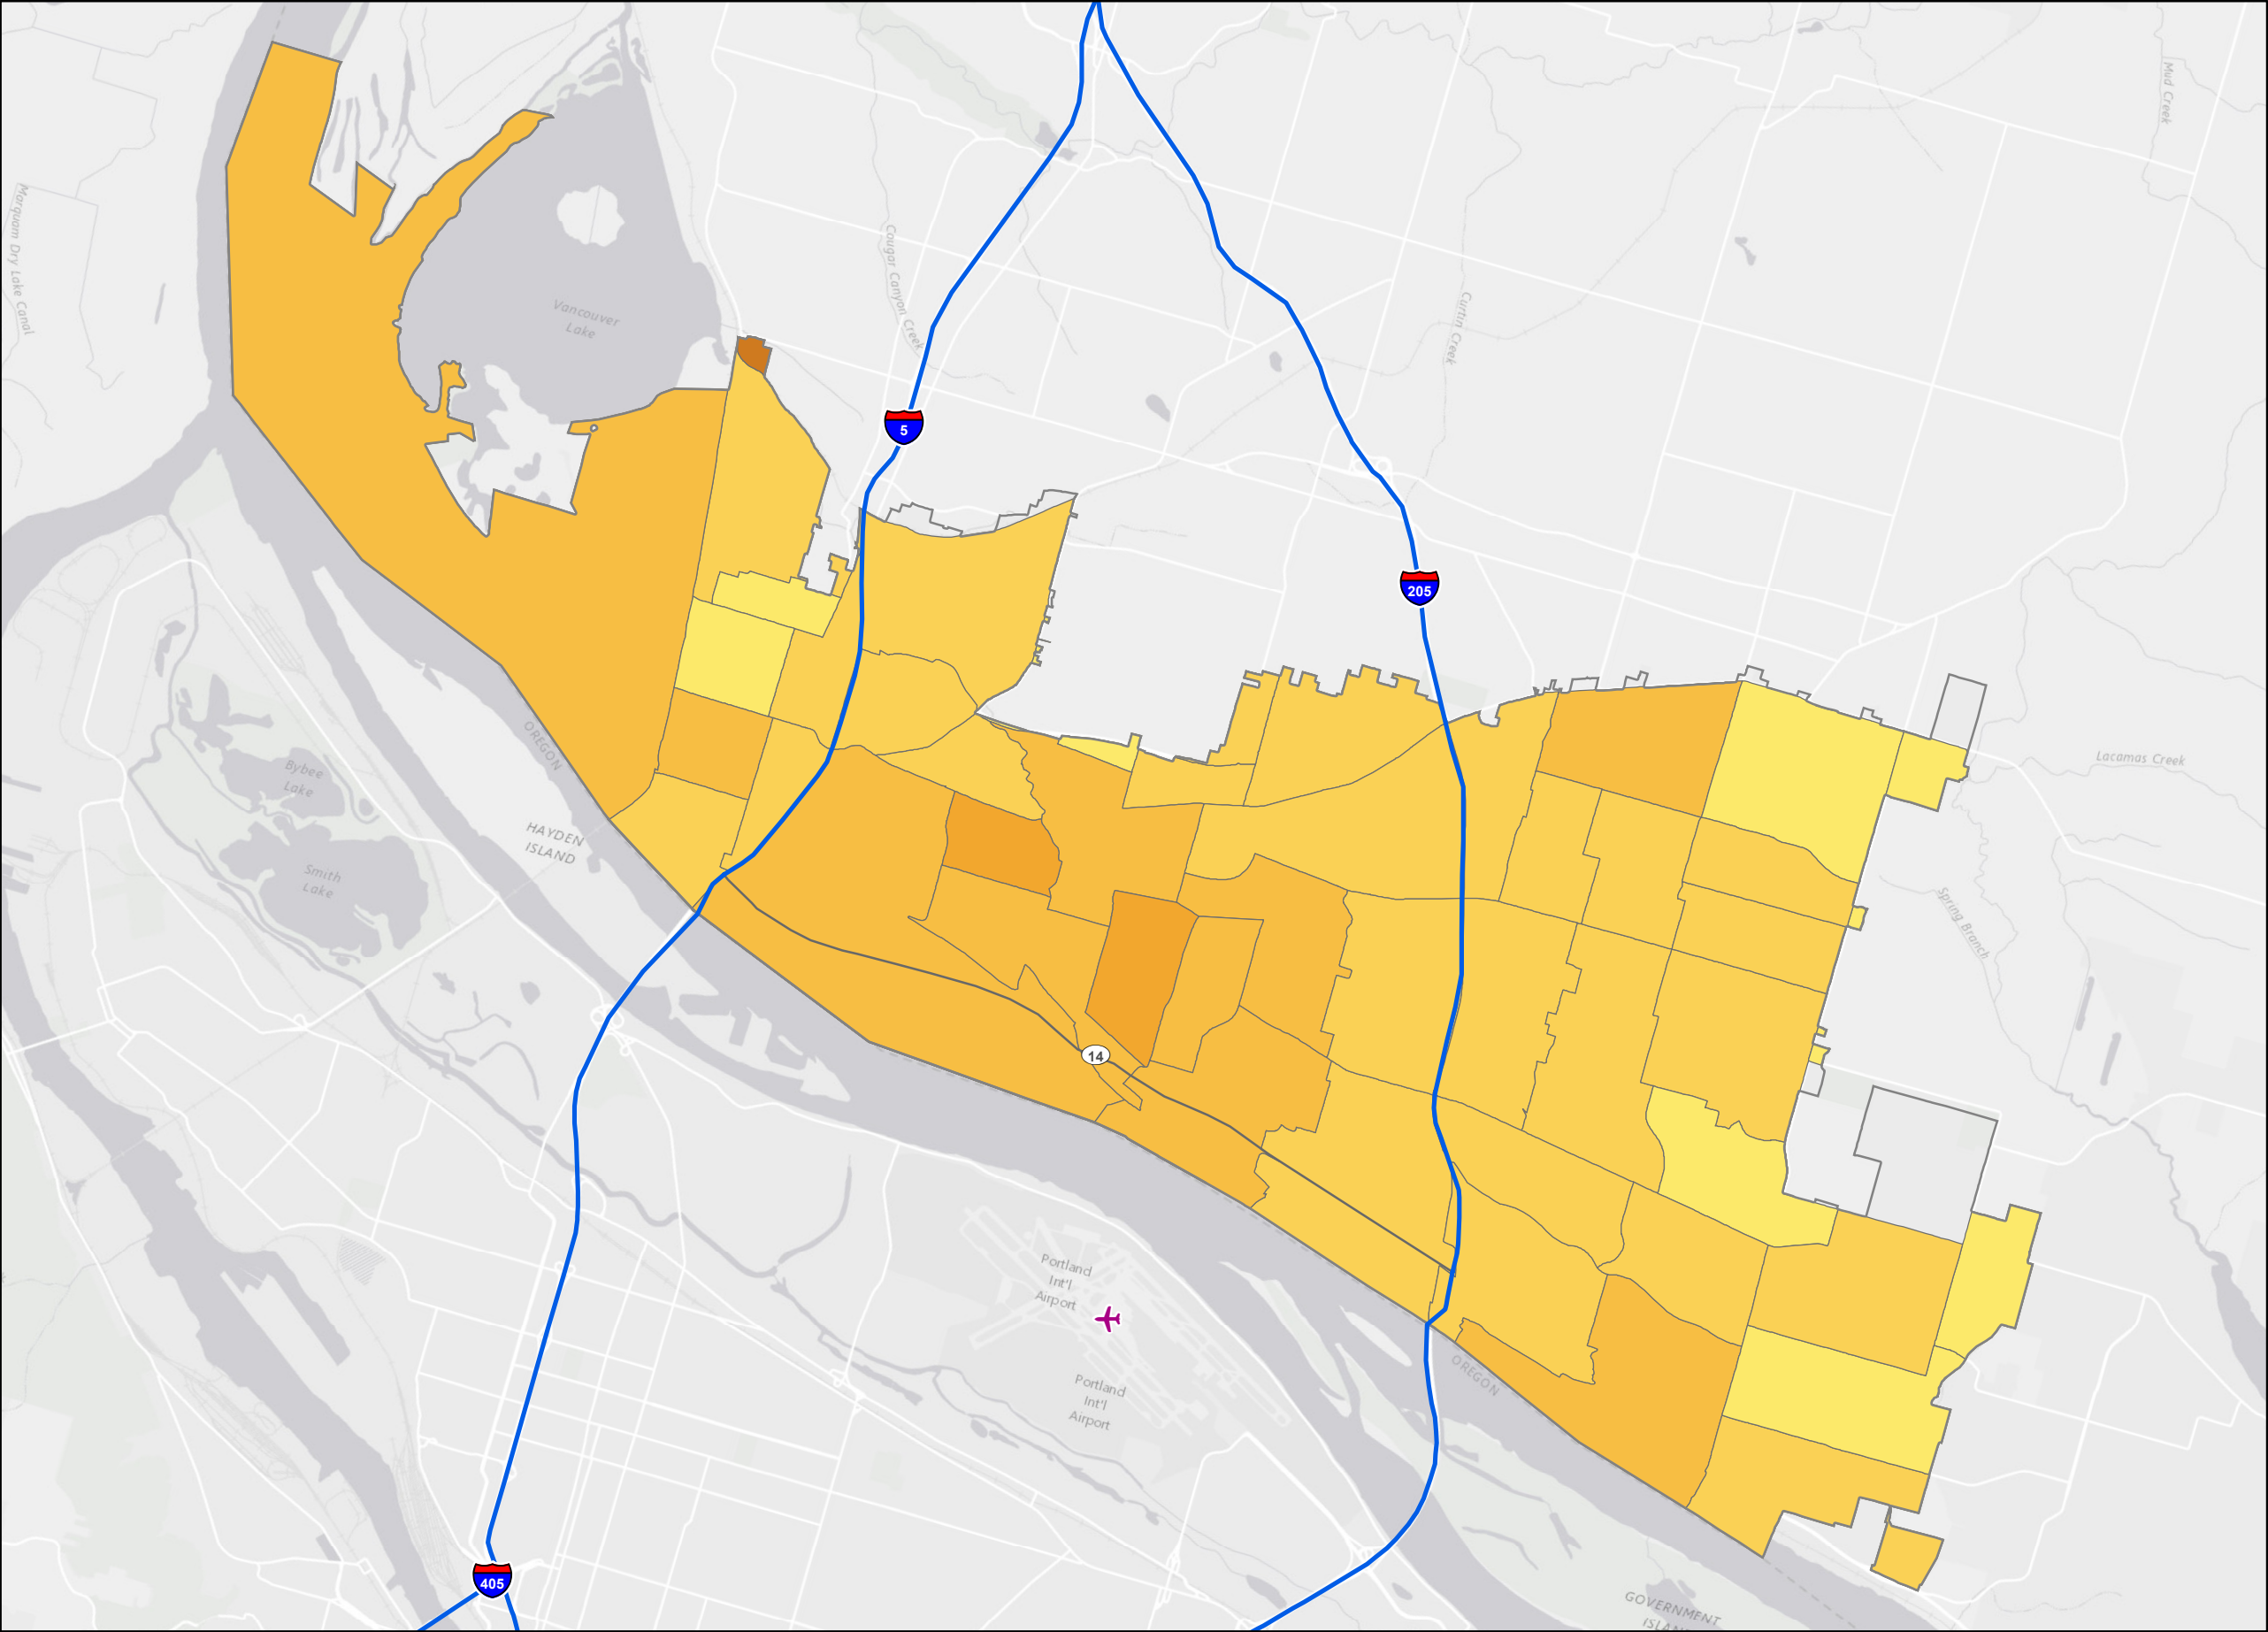 Mud Creek
Marquam Dry Lake Canal
Cougar Canyon Creek
Curtin Creek
Vancouver
Lake
5
205
OREGON
Bybee
Lake
HAYDEN
ISLAND
Smith
Lake
Lacamas Creek
Spring Branch
14
Portland
Int'l
Airport
Portland
Int'l
Airport
OREGON
405
GOVERNMENT
ISLAND